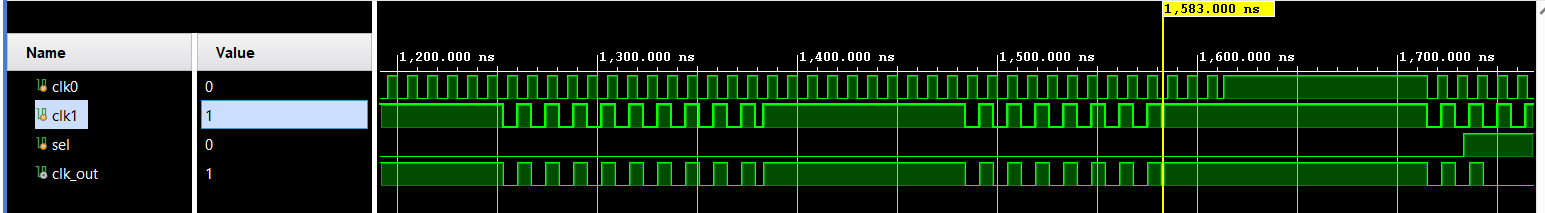 1,583.000 ns
Name Value
1,200.000 ns 1,300.000 ns 1,400.000 ns 1,500.000 ns 1,600.000 ns 1,700.000 ns
clk0 0
clk1 1
sel 0
clk_out 1